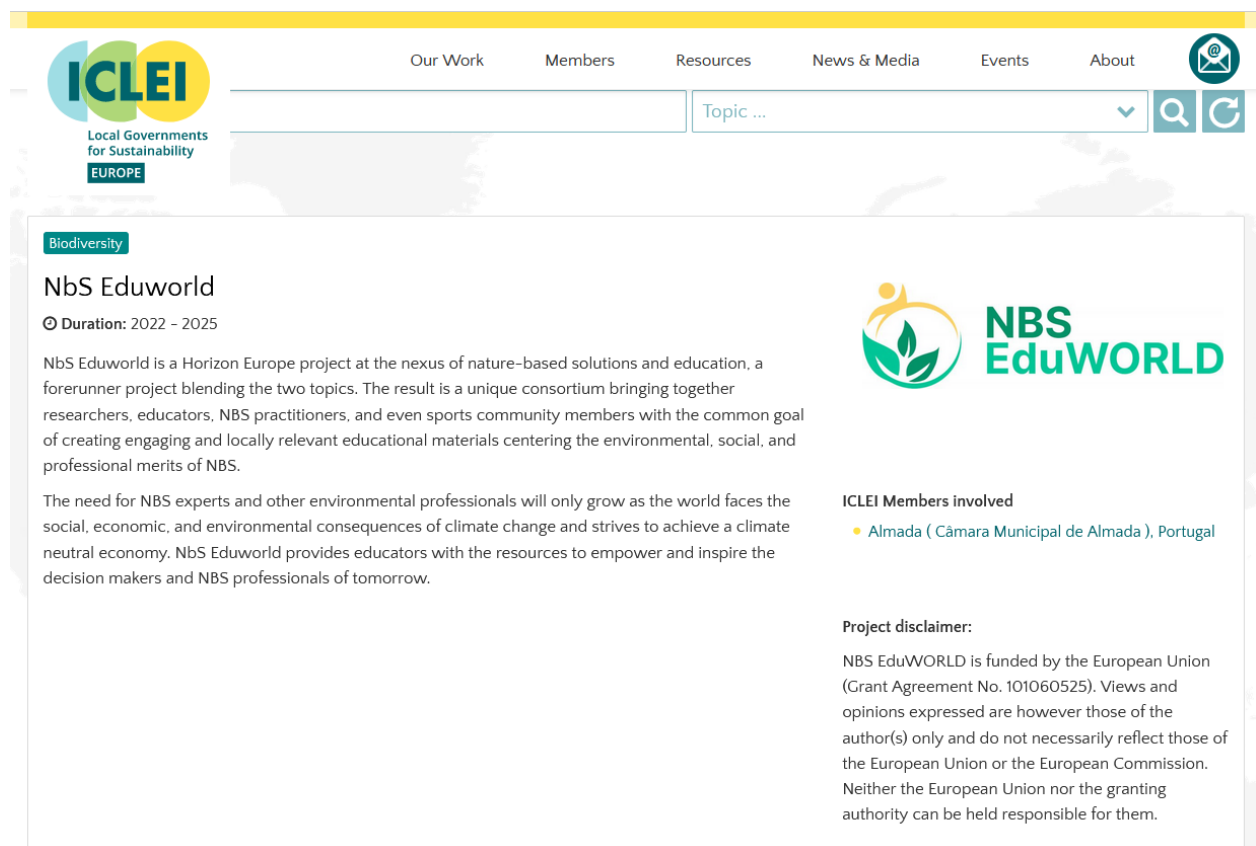 ICLEI
Local Governments
for Sustainability
EUROPE
Our Work
Members
Resources
News & Media
Events
About
Topic ...
Biodiversity
NbS Eduworld
Duration: 2022 - 2025
NbS Eduworld is a Horizon Europe project at the nexus of nature-based solutions and education, a
forerunner project blending the two topics. The result is a unique consortium bringing together
researchers, educators, NBS practitioners, and even sports community members with the common goal
of creating engaging and locally relevant educational materials centering the environmental, social, and
professional merits of NBS.
The need for NBS experts and other environmental professionals will only grow as the world faces the
social, economic, and environmental consequences of climate change and strives to achieve a climate
neutral economy. NbS Eduworld provides educators with the resources to empower and inspire the
decision makers and NBS professionals of tomorrow.
NBS
EduWORLD
ICLEI Members involved
Almada ( Câmara Municipal de Almada ), Portugal
Project disclaimer:
NBS EduWORLD is funded by the European Union
(Grant Agreement No. 101060525). Views and
opinions expressed are however those of the
author(s) only and do not necessarily reflect those of
the European Union or the European Commission.
Neither the European Union nor the granting
authority can be held responsible for them.